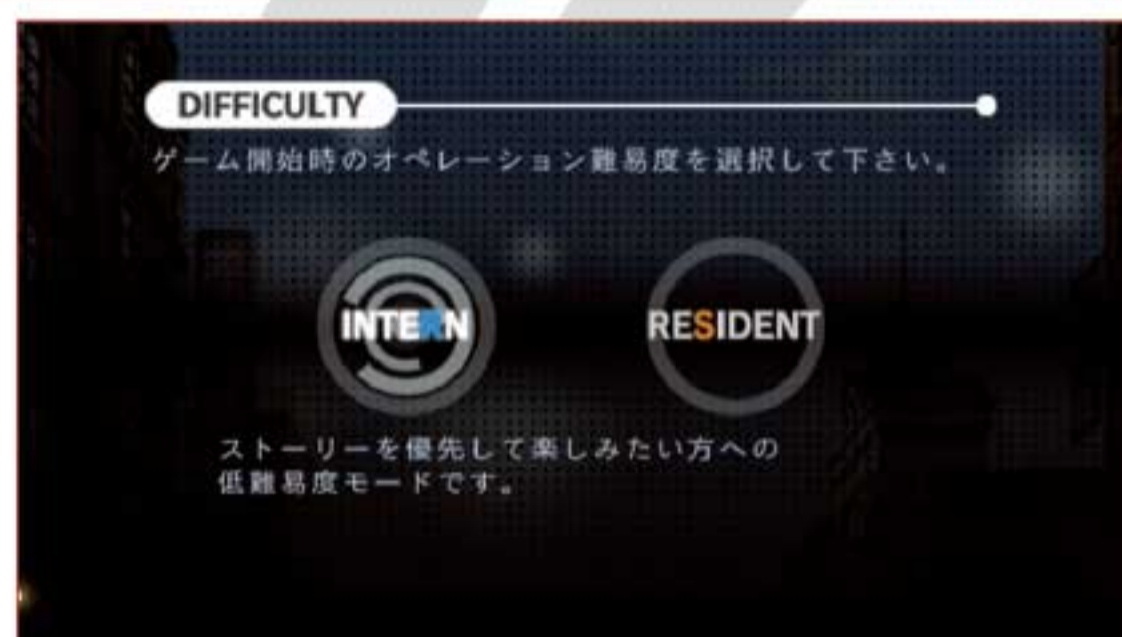 DIFFICULTY
ゲーム開始時のオペレーション難易度を選択して下さい。
INTERN
RESIDENT
ストーリーを優先して楽しみたい方への
低難易度モードです。